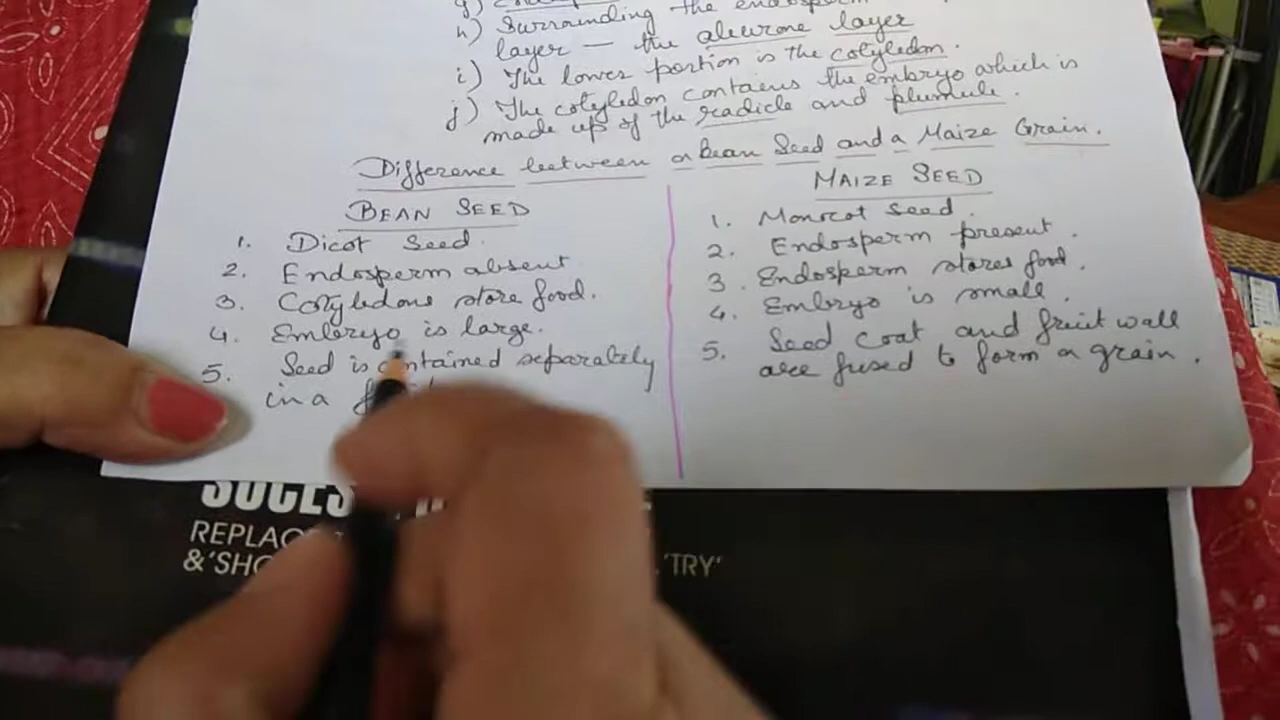 g)
h) Surrounding the endosperm
layer — the aleurone layer
i) The lower portion is the cotyledon.
j) The cotyledon contains the embryo which is
made up of the radicle and plumule.
Difference between a Bean Seed and a Maize Grain.
BEAN SEED
1. Dicot Seed.
2. Endosperm absent
3. Cotyledons store food.
4. Embryo is large.
5. Seed is contained separately
in a
MAIZE SEED
1. Monocot seed.
2. Endosperm present.
3. Endosperm stores food.
4. Embryo is small.
5. Seed Coat and fruit wall
are fused to form a grain.
SUCES
REPLAC
&'SHO 'TRY'